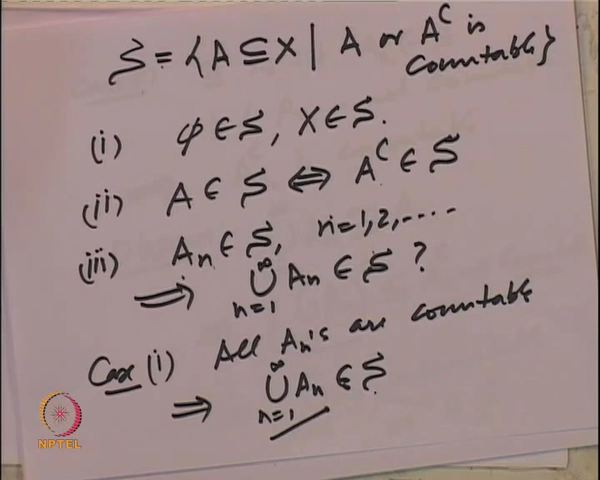 S = {A ⊆ X | A or A^C is
countable}
(i) φ ∈ S, X ∈ S.
(ii) A ∈ S ⇔ A^C ∈ S
(iii) A_n ∈ S, n=1,2,....
⇒ ∞∪n=1 A_n ∈ S ?
Case (i) All A_n's are countable
⇒ ∞∪n=1 A_n ∈ S
NPTEL